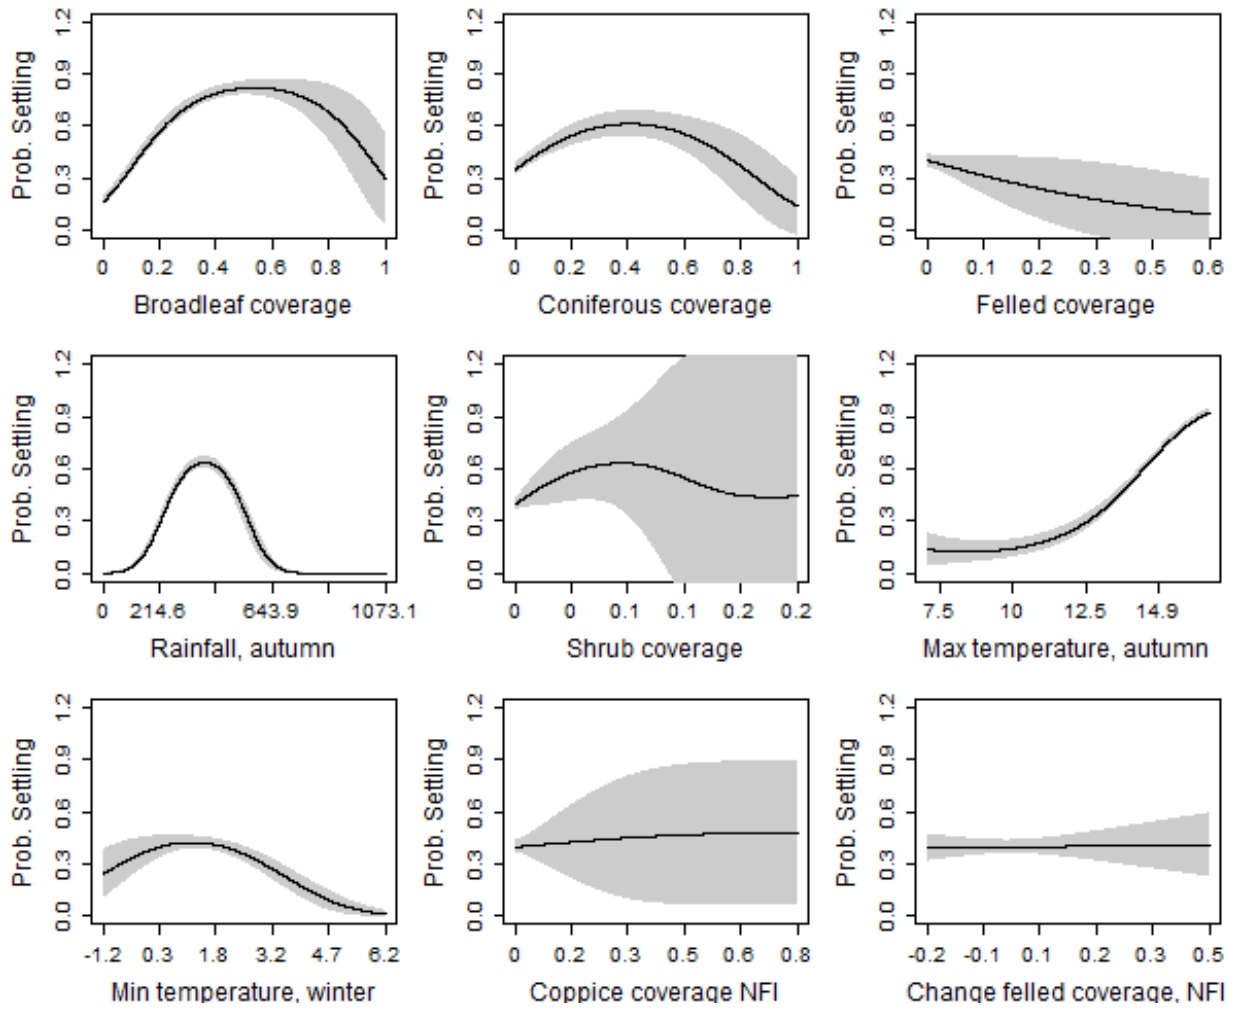 Prob. Settling
1.2
0.9
0.6
0.3
0.0
0 0.2 0.4 0.6 0.8 1
Broadleaf coverage
Prob. Settling
1.2
0.9
0.6
0.3
0.0
0 0.2 0.4 0.6 0.8 1
Coniferous coverage
Prob. Settling
1.2
0.9
0.6
0.3
0.0
0 0.1 0.2 0.3 0.5 0.6
Felled coverage
Prob. Settling
1.2
0.9
0.6
0.3
0.0
0 214.6 643.9 1073.1
Rainfall, autumn
Prob. Settling
1.2
0.9
0.6
0.3
0.0
0 0 0.1 0.1 0.2 0.2
Shrub coverage
Prob. Settling
1.2
0.9
0.6
0.3
0.0
7.5 10 12.5 14.9
Max temperature, autumn
Prob. Settling
1.2
0.9
0.6
0.3
0.0
-1.2 0.3 1.8 3.2 4.7 6.2
Min temperature, winter
Prob. Settling
1.2
0.9
0.6
0.3
0.0
0 0.2 0.3 0.5 0.6 0.8
Coppice coverage NFI
Prob. Settling
1.2
0.9
0.6
0.3
0.0
-0.2 -0.1 0.1 0.2 0.3 0.5
Change felled coverage, NFI